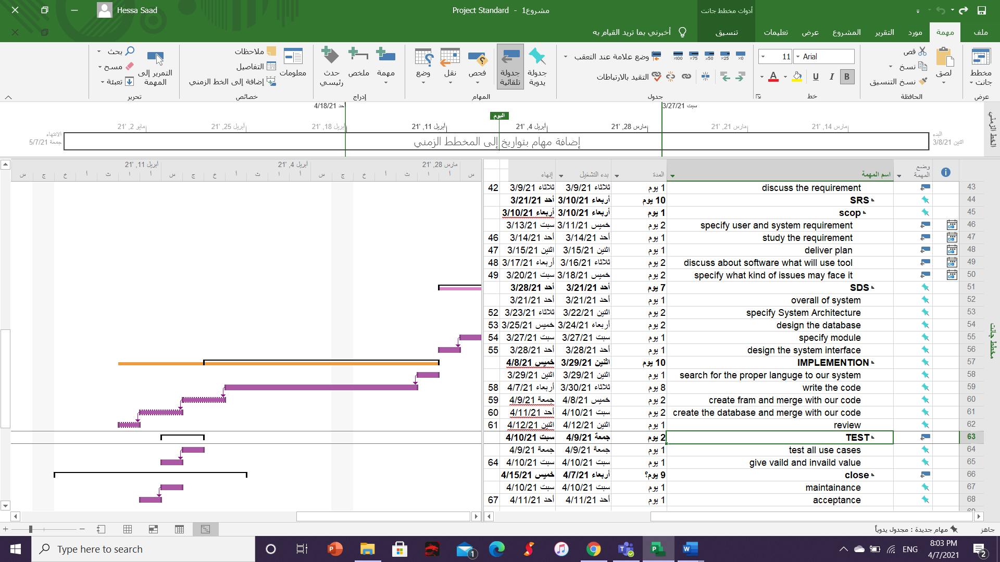 Hessa Saad
مشروع1 - Project Standard
أدوات مخطط جانت
ملف
مهمة
مورد
التقرير
المشروع
عرض
تعليمات
تنسيق
أخبرني بما تريد القيام به
مخطط جانت
عرض
لصق
قص
نسخ
نسخ التنسيق
الحافظة
Arial
11
B I U A
خط
وضع علامة عند التعقب
التقيد بالارتباطات
جدول
جدولة يدوية
جدولة تلقائية
فحص
نقل
وضع
المهام
مهمة
ملخص
حدث رئيسي
إدراج
معلومات
ملاحظات
التفاصيل
إضافة إلى الخط الزمني
خصائص
التمرير إلى المهمة
بحث
مسح
تعبئة
تحرير
سبت 3/27/21
أحد 4/18/21
اليوم
مارس 14, '21
مارس 21, '21
مارس 28, '21
أبريل 4, '21
أبريل 11, '21
أبريل 18, '21
أبريل 25, '21
مايو 2, '21
البدء
اثنين 3/8/21
إضافة مهام بتواريخ إلى المخطط الزمني
الانتهاء
جمعة 5/7/21
الخط الزمني
مخطط جانت
وضع المهمة
اسم المهمة
المدة
بدء التشغيل
إنهاء
مارس 28, '21
أبريل 4, '21
أبريل 11, '21
س أ ا ث أ خ ج س أ ا ث أ خ ج س أ ا ث أ خ ج س
43 discuss the requirement 1 يوم ثلاثاء 3/9/21 ثلاثاء 3/9/21 42
44 SRS 10 يوم أربعاء 3/10/21 أحد 3/21/21
45 scop 1 يوم أربعاء 3/10/21 أربعاء 3/10/21
46 specify user and system requirement 2 يوم خميس 3/11/21 سبت 3/13/21
47 study the requirement 1 يوم أحد 3/14/21 أحد 3/14/21 46
48 deliver plan 1 يوم اثنين 3/15/21 اثنين 3/15/21 47
49 discuss about software what will use tool 2 يوم ثلاثاء 3/16/21 أربعاء 3/17/21 48
50 specify what kind of issues may face it 2 يوم خميس 3/18/21 سبت 3/20/21 49
51 SDS 7 يوم أحد 3/21/21 أحد 3/28/21
52 overall of system 1 يوم أحد 3/21/21 أحد 3/21/21
53 specify System Architecture 2 يوم اثنين 3/22/21 ثلاثاء 3/23/21 52
54 design the database 2 يوم أربعاء 3/24/21 خميس 3/25/21 53
55 specify module 1 يوم سبت 3/27/21 سبت 3/27/21 54
56 design the system interface 1 يوم أحد 3/28/21 أحد 3/28/21 55
57 IMPLEMENTION 10 يوم اثنين 3/29/21 خميس 4/8/21
58 search for the proper languge to our system 1 يوم اثنين 3/29/21 اثنين 3/29/21
59 write the code 8 يوم ثلاثاء 3/30/21 أربعاء 4/7/21 58
60 create fram and merge with our code 2 يوم خميس 4/8/21 جمعة 4/9/21 59
61 create the database and merge with our code 2 يوم سبت 4/10/21 أحد 4/11/21 60
62 review 1 يوم اثنين 4/12/21 اثنين 4/12/21 61
63 TEST 2 يوم جمعة 4/9/21 سبت 4/10/21
64 test all use cases 1 يوم جمعة 4/9/21 جمعة 4/9/21
65 give vaild and invaild value 1 يوم سبت 4/10/21 سبت 4/10/21 64
66 close 9 يوم؟ أربعاء 4/7/21 خميس 4/15/21
67 maintainance 1 يوم سبت 4/10/21 سبت 4/10/21
68 acceptance 1 يوم أحد 4/11/21 أحد 4/11/21 67
جاهز
مهام جديدة : مجدول يدوياً
Type here to search
1
ENG
8:03 PM
4/7/2021
2